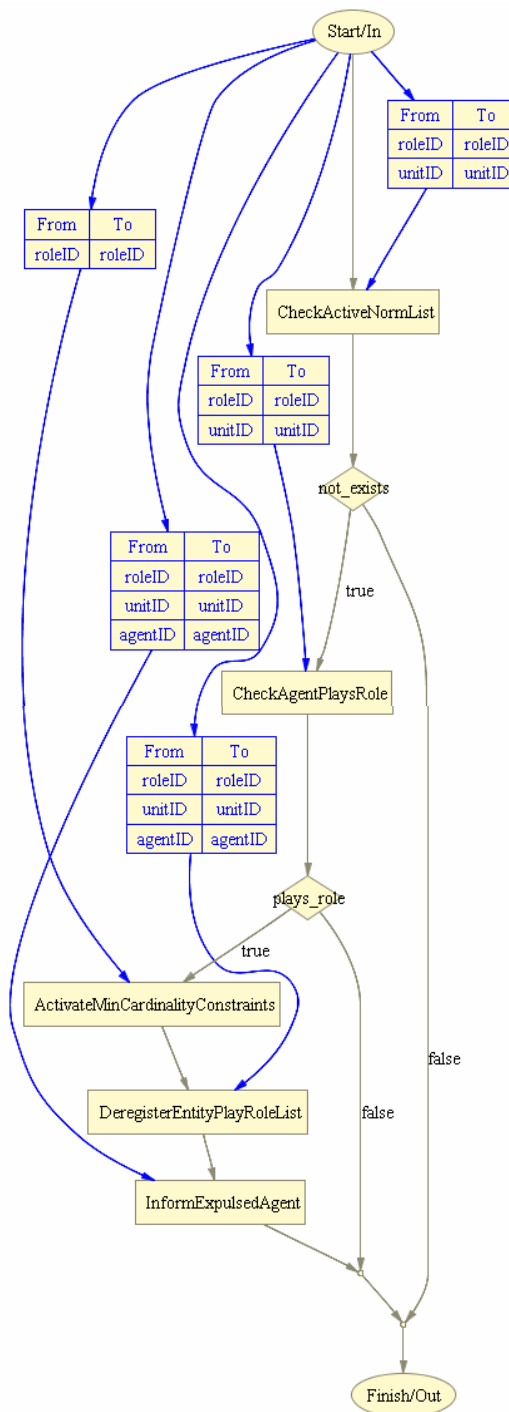 Start/In
From To
roleID roleID
unitID unitID
From To
roleID roleID
CheckActiveNormList
From To
roleID roleID
unitID unitID
not_exists
From To
roleID roleID
unitID unitID
agentID agentID
true
CheckAgentPlaysRole
From To
roleID roleID
unitID unitID
agentID agentID
plays_role
true
ActivateMinCardinalityConstraints
false
DeregisterEntityPlayRoleList
false
InformExpulsedAgent
Finish/Out